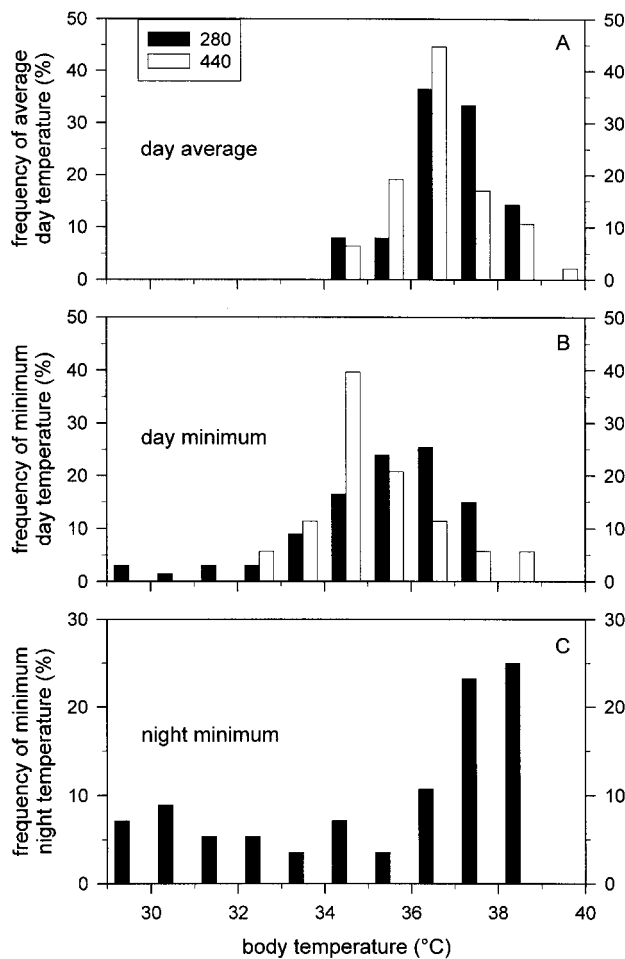 50 50
280
440
A
40 40
30 30
day average
20 20
10 10
0 0
frequency of average
day temperature (%)
50 50
B
40 40
30 30
day minimum
20 20
10 10
0 0
frequency of minimum
day temperature (%)
30 30
C
20 20
night minimum
10 10
0 0
frequency of minimum
night temperature (%)
30 32 34 36 38 40
body temperature (°C)